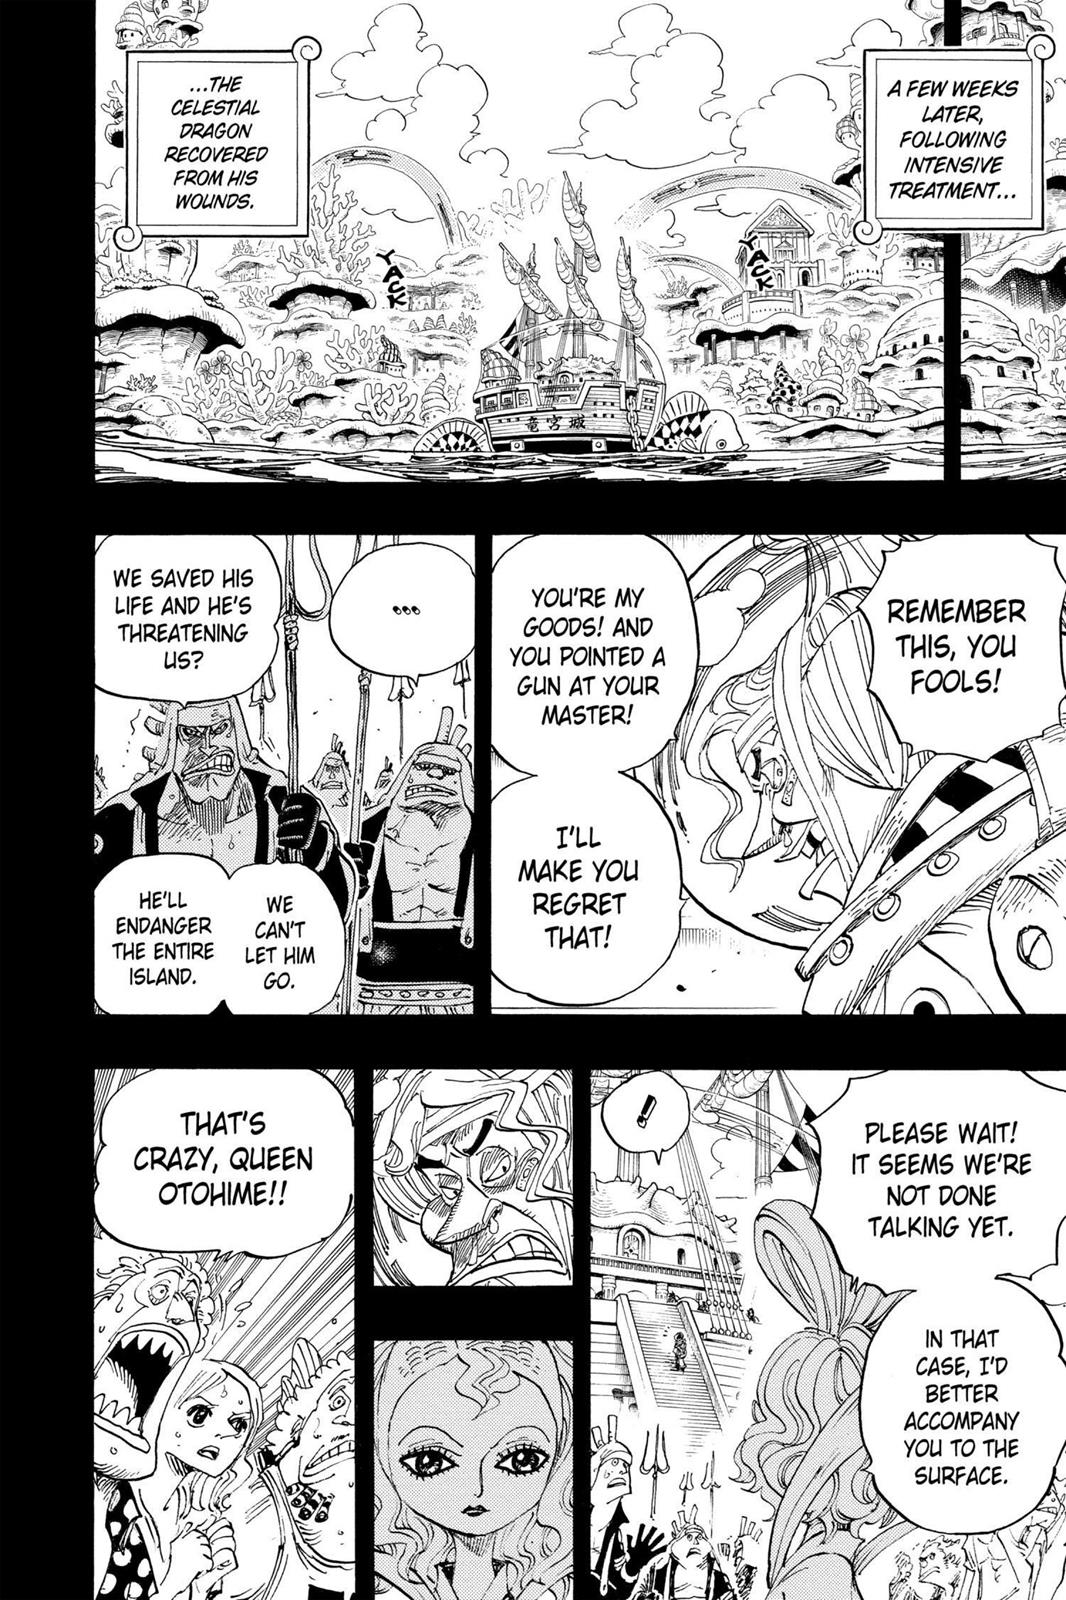 A FEW WEEKS
LATER,
FOLLOWING
INTENSIVE
TREATMENT...
...THE
CELESTIAL
DRAGON
RECOVERED
FROM HIS
WOUNDS.
YACK
YACK
竜宮城
REMEMBER
THIS, YOU
FOOLS!
YOU'RE MY
GOODS! AND
YOU POINTED A
GUN AT YOUR
MASTER!
I'LL
MAKE YOU
REGRET
THAT!
...
WE SAVED HIS
LIFE AND HE'S
THREATENING
US?
WE
CAN'T
LET HIM
GO.
HE'LL
ENDANGER
THE ENTIRE
ISLAND.
PLEASE WAIT!
IT SEEMS WE'RE
NOT DONE
TALKING YET.
!
IN THAT
CASE, I'D
BETTER
ACCOMPANY
YOU TO THE
SURFACE.
THAT'S
CRAZY, QUEEN
OTOHIME!!